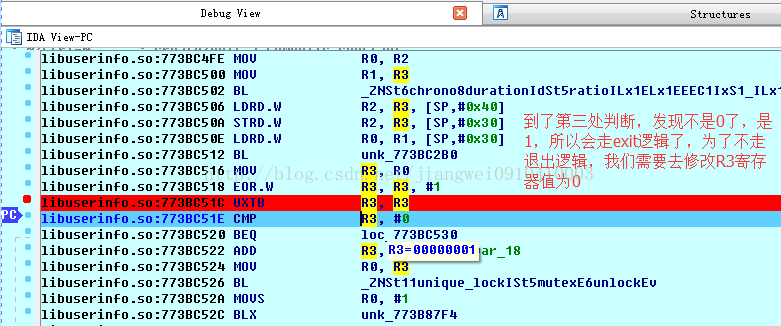 Debug View
Structures
IDA View-PC
libuserinfo.so:773BC4FE MOV R0, R2
libuserinfo.so:773BC500 MOV R1, R3
libuserinfo.so:773BC502 BL _ZNSt6chrono8durationIdSt5ratioILx1ELx1EEEC1IxS1_ILx
libuserinfo.so:773BC506 LDRD.W R2, R3, [SP,#0x40]
libuserinfo.so:773BC50A STRD.W R2, R3, [SP,#0x30]
libuserinfo.so:773BC50E LDRD.W R0, R1, [SP,#0x30]
libuserinfo.so:773BC512 BL unk_773BC2B0
libuserinfo.so:773BC516 MOV R3, R0
libuserinfo.so:773BC518 EOR.W R3, R3, #1
libuserinfo.so:773BC51C UXTB R3, R3
PC libuserinfo.so:773BC51E CMP R3, #0
libuserinfo.so:773BC520 BEQ loc_773BC530
libuserinfo.so:773BC522 ADD R3, R3=00000001 ar_18
libuserinfo.so:773BC524 MOV R0, R3
libuserinfo.so:773BC526 BL _ZNSt11unique_lockISt5mutexE6unlockEv
libuserinfo.so:773BC52A MOVS R0, #1
libuserinfo.so:773BC52C BLX unk_773B87F4
到了第三处判断，发现不是0了，是
1，所以会走exit逻辑了，为了不走
退出逻辑，我们需要去修改R3寄存
器值为0